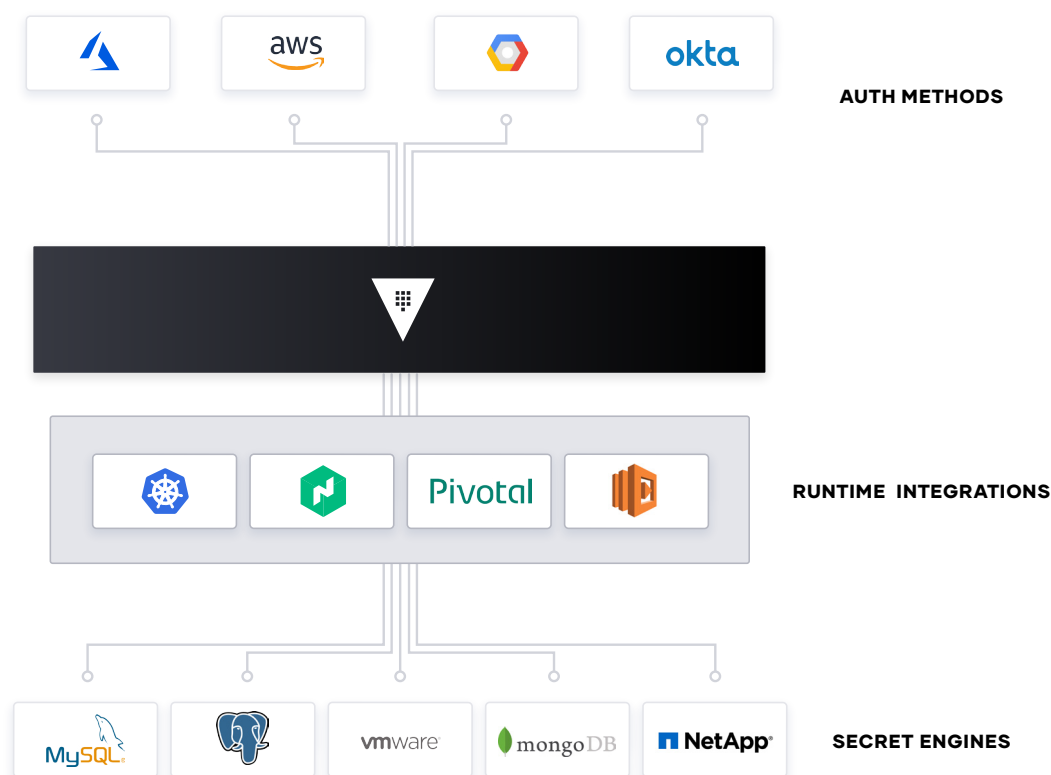 aws
okta
AUTH METHODS
Pivotal
RUNTIME INTEGRATIONS
MySQL
vmware
mongoDB
NetApp
SECRET ENGINES